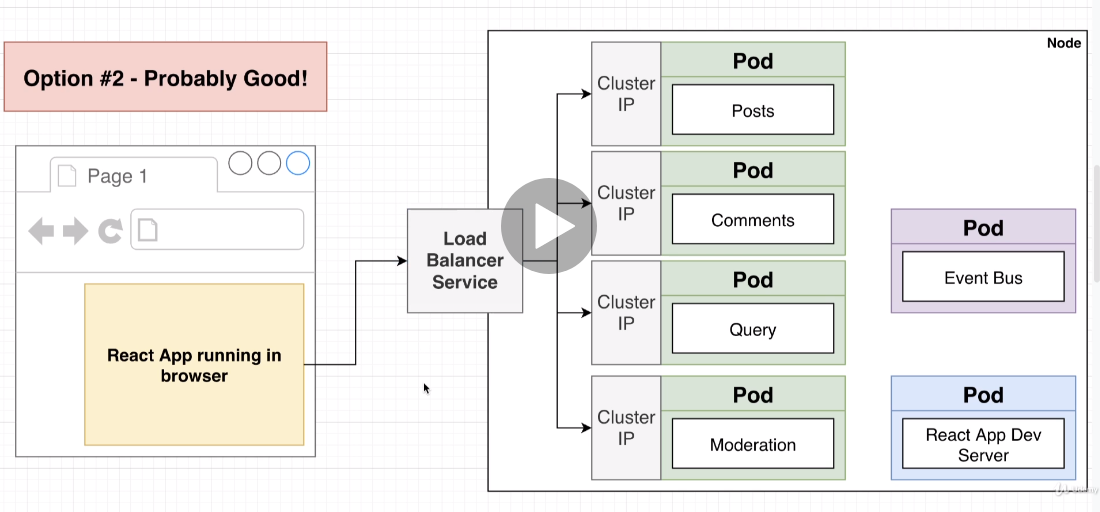 Option #2 - Probably Good!
Page 1
React App running in
browser
Load
Balancer
Service
Node
Cluster
IP
Pod
Posts
Cluster
IP
Pod
Comments
Cluster
IP
Pod
Query
Cluster
IP
Pod
Moderation
Pod
Event Bus
Pod
React App Dev
Server
Udemy